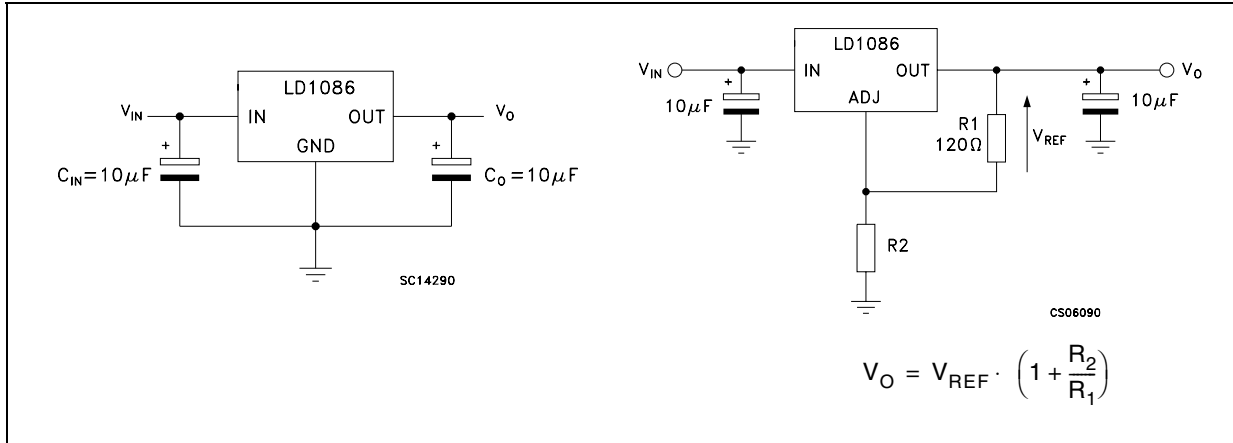 LD1086
V_IN
IN
OUT
V_O
GND
+
+
C_IN=10μF
C_O=10μF
SC14290
LD1086
V_IN
IN
OUT
V_O
ADJ
+
+
10μF
10μF
R1
120Ω
V_REF
R2
CS06090
V_O = V_REF · (1 + R_2/R_1)